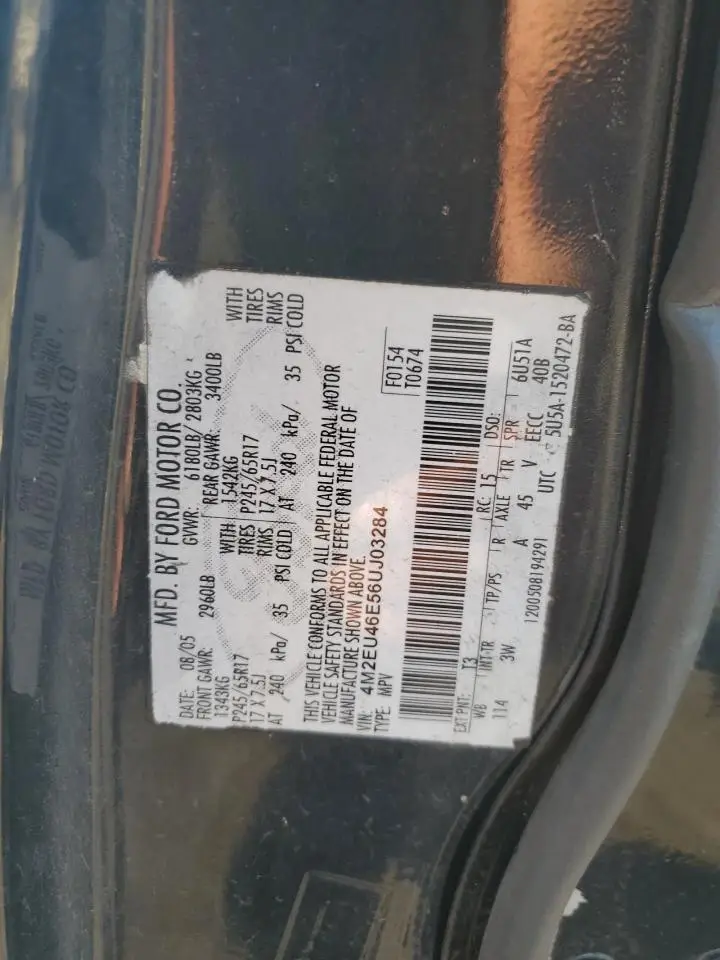 MFD. BY FORD MOTOR CO.
DATE: 08/05 GVWR: 6180LB/ 2803KG
FRONT GAWR: 2960LB REAR GAWR: 3400LB
1343KG WITH 1542KG WITH
P245/65R17 TIRES P245/65R17 TIRES
17 X 7.5J RIMS 17 X 7.5J RIMS
AT 240 kPa/ 35 PSI COLD AT 240 kPa/ 35 PSI COLD
THIS VEHICLE CONFORMS TO ALL APPLICABLE FEDERAL MOTOR
VEHICLE SAFETY STANDARDS IN EFFECT ON THE DATE OF
MANUFACTURE SHOWN ABOVE.
VIN: 4M2EU46E56UJ03284
TYPE: MPV
F0154
T0674
EXT PNT: T3 RC: 15 DSO:
WB INT TR TP/PS R AXLE TR SPR 6U51A
114 3W A 45 V EFCC 40B
1200508194291 UTC 5U5A-1520472-BA